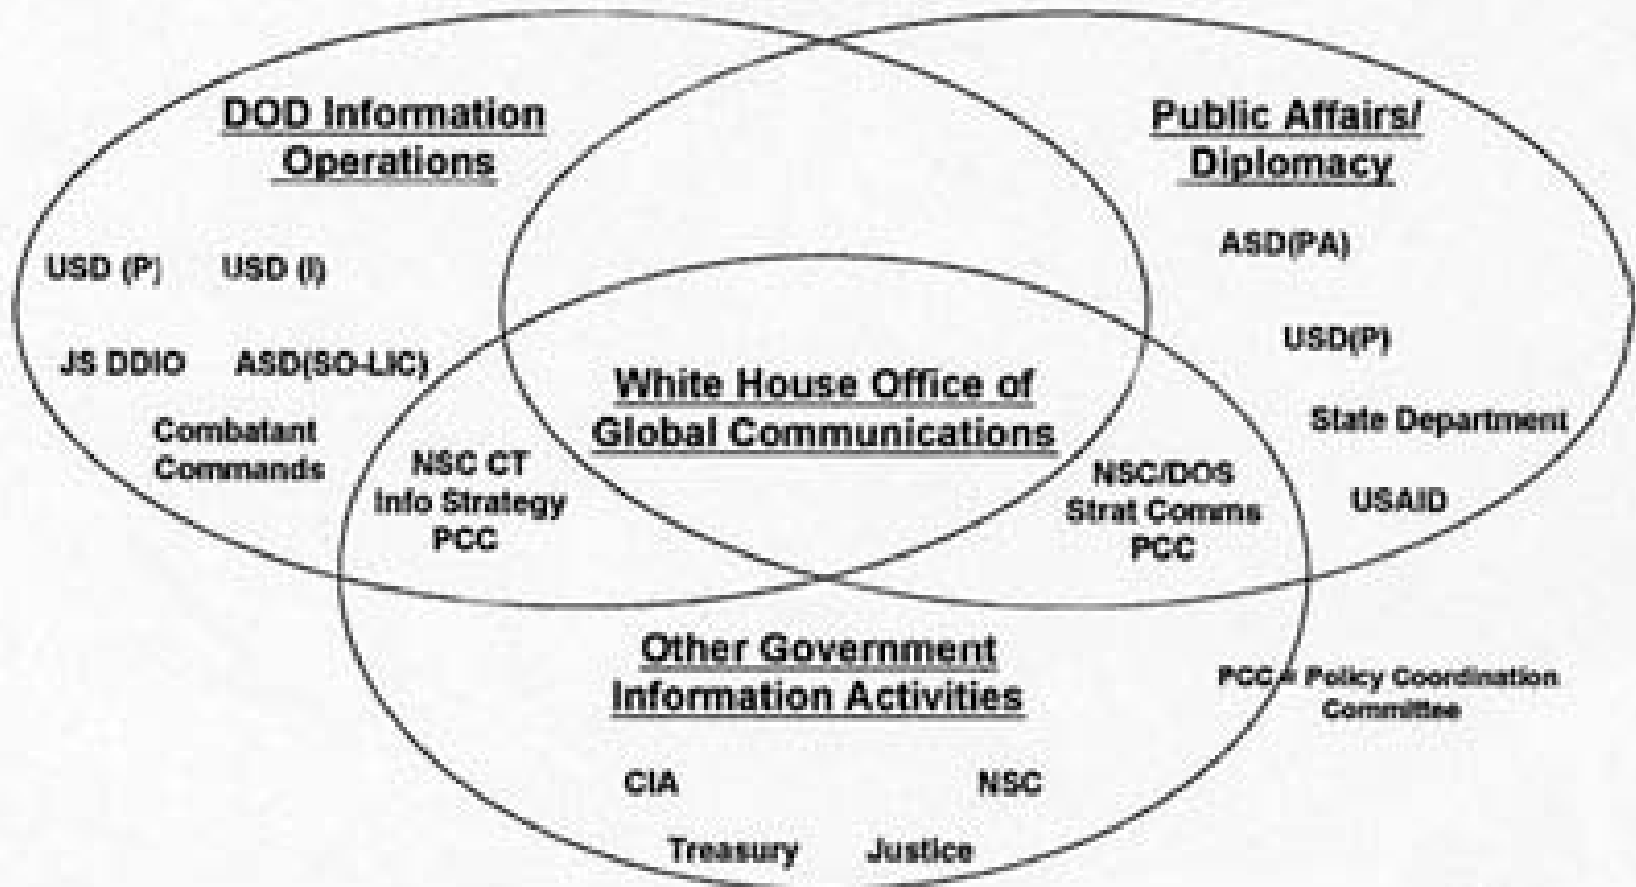 DOD Information
Operations
Public Affairs/
Diplomacy
USD (P)
USD (I)
ASD(PA)
JS DDIO
ASD(SO-LIC)
USD(P)
Combatant
Commands
White House Office of
Global Communications
State Department
NSC CT
Info Strategy
PCC
NSC/DOS
Strat Comms
PCC
USAID
Other Government
Information Activities
PCC = Policy Coordination
Committee
CIA
NSC
Treasury
Justice